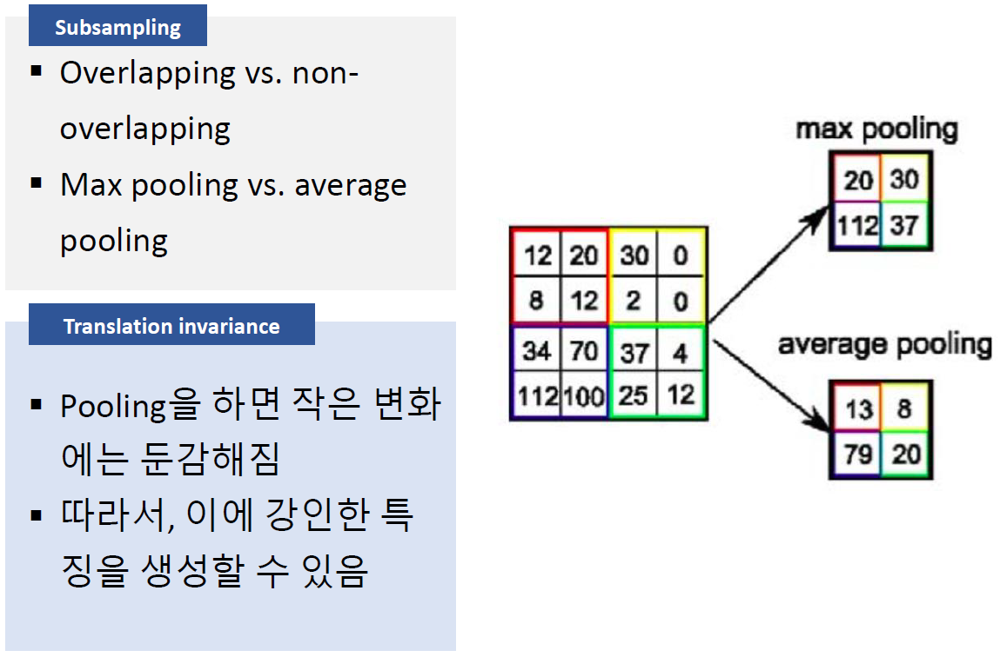 Subsampling
▪ Overlapping vs. non-
overlapping
▪ Max pooling vs. average
pooling
Translation invariance
▪ Pooling을 하면 작은 변화
에는 둔감해짐
▪ 따라서, 이에 강인한 특
징을 생성할 수 있음
12 20 30 0
8 12 2 0
34 70 37 4
112 100 25 12
max pooling
20 30
112 37
average pooling
13 8
79 20